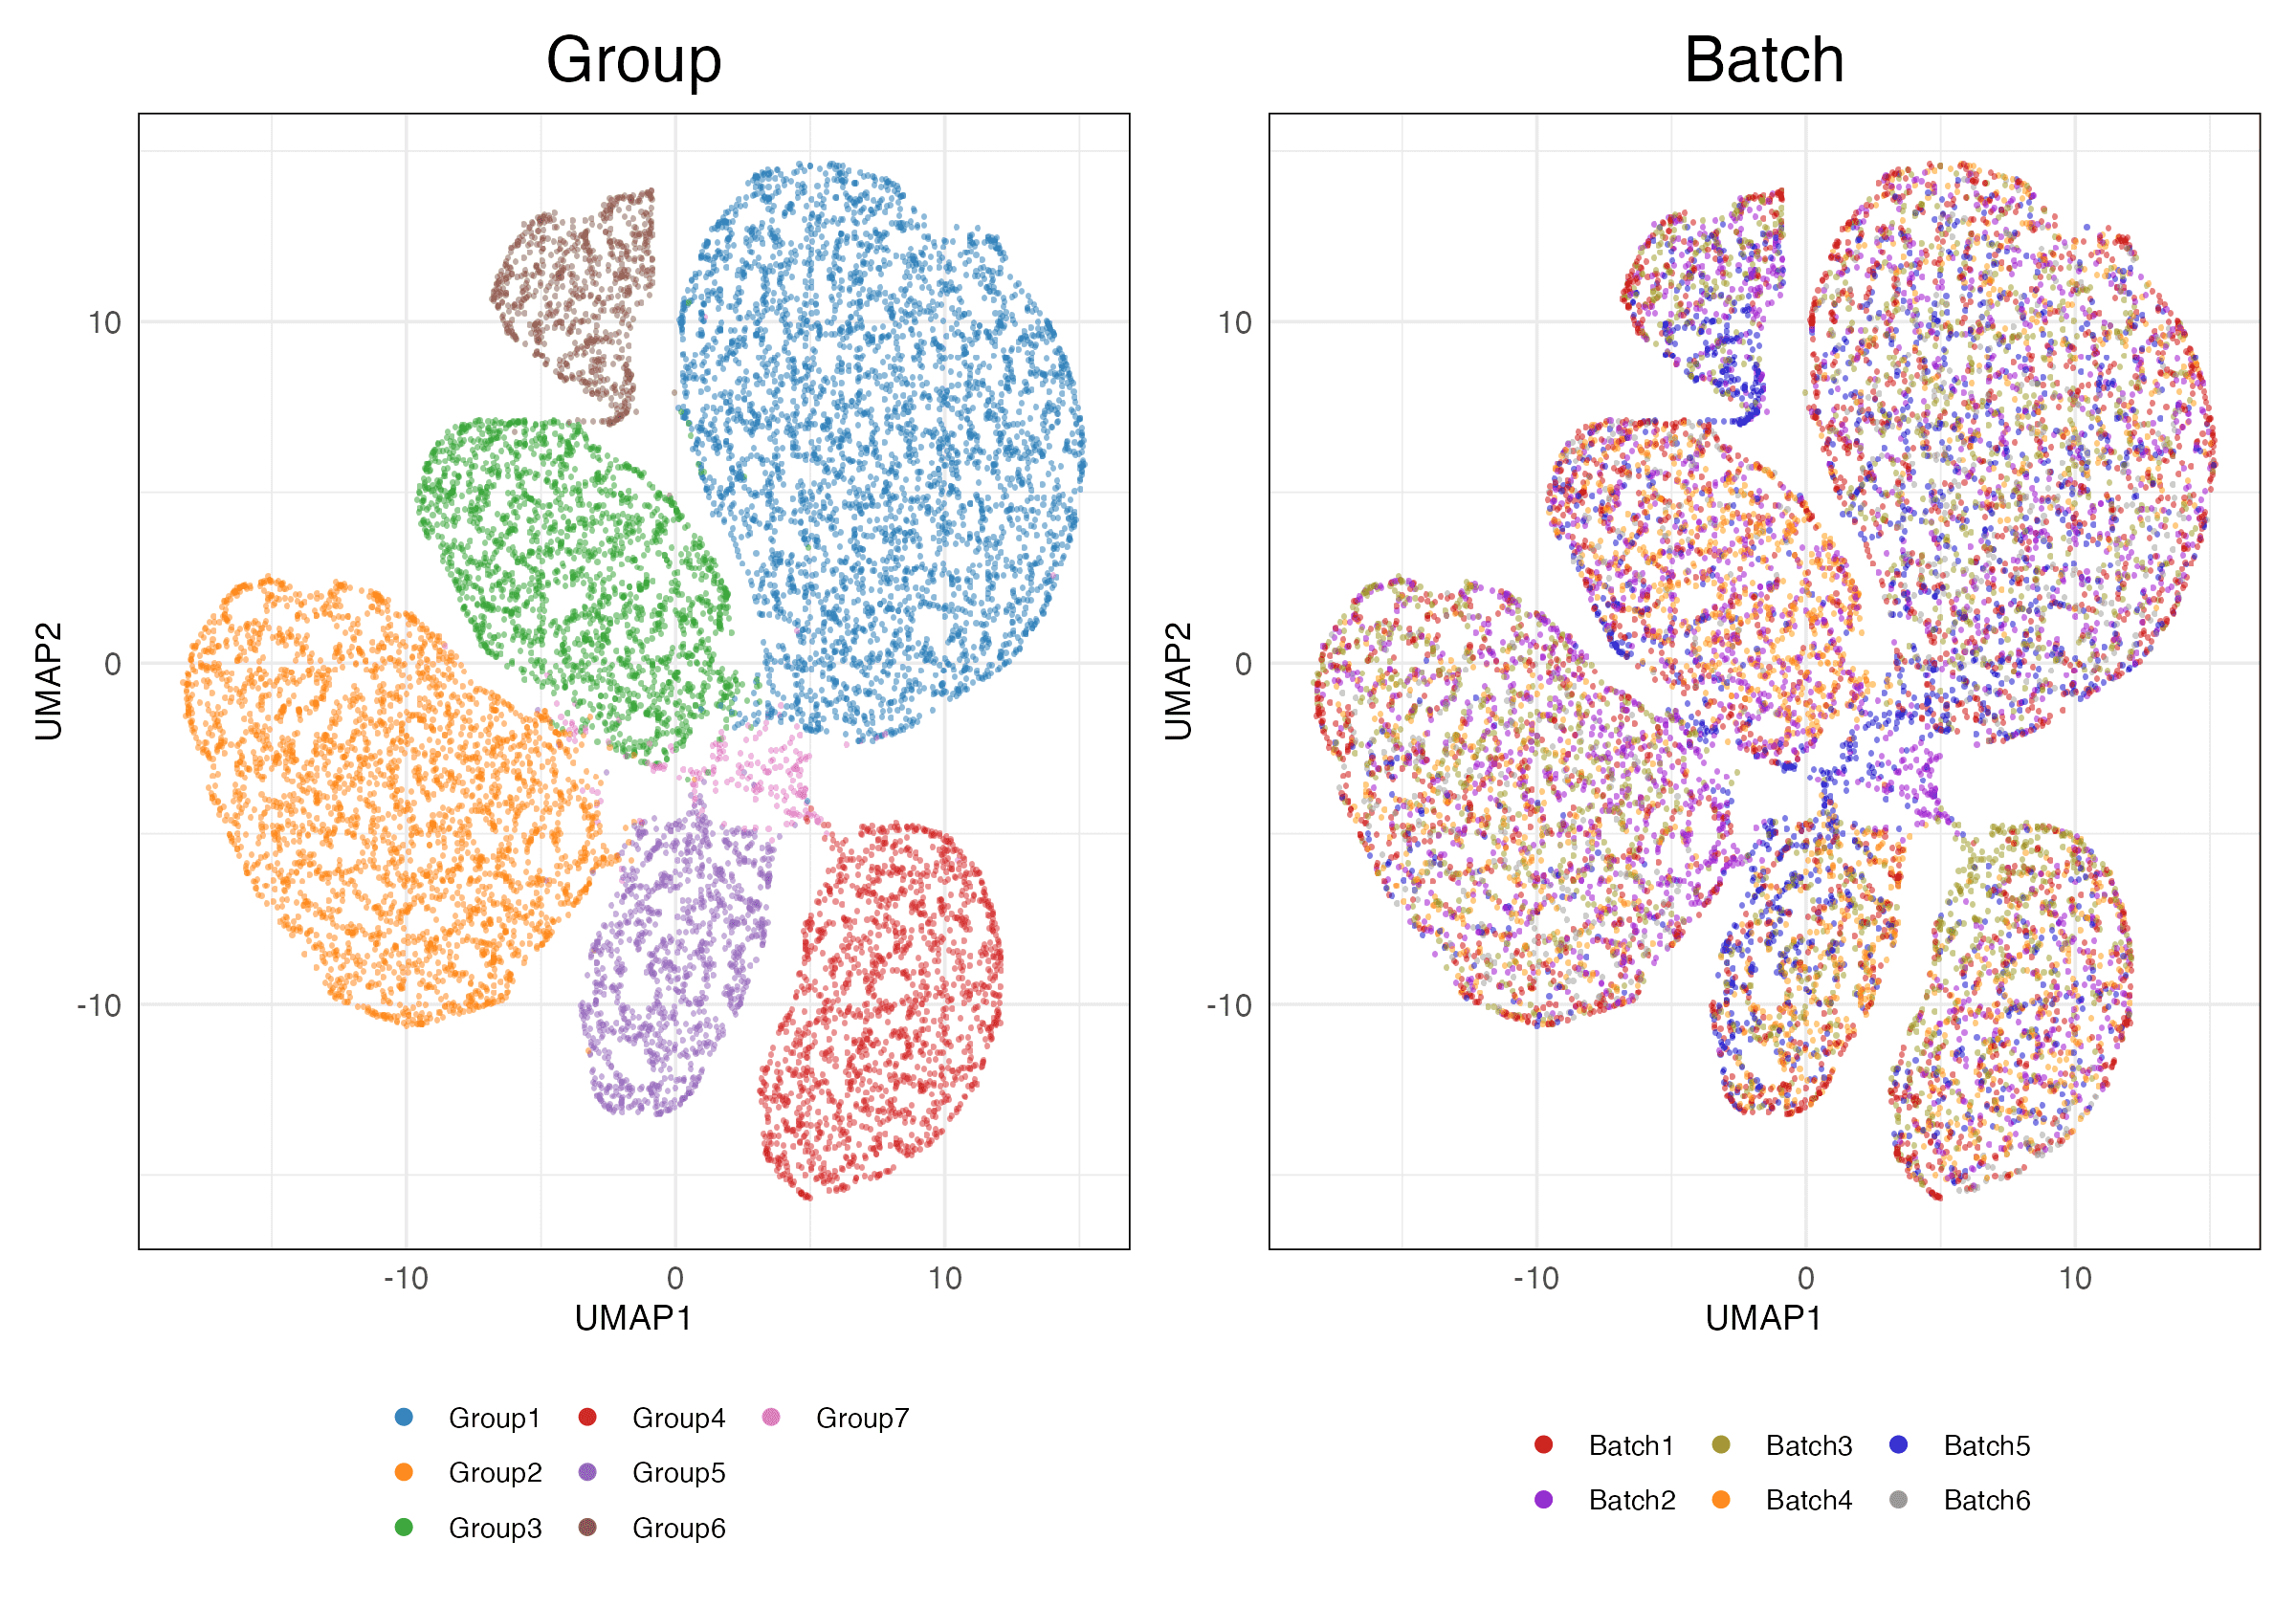 Group
Batch
UMAP2
10
0
-10
-10 0 10
UMAP1
UMAP2
10
0
-10
-10 0 10
UMAP1
Group1 Group4 Group7
Group2 Group5
Group3 Group6
Batch1 Batch3 Batch5
Batch2 Batch4 Batch6